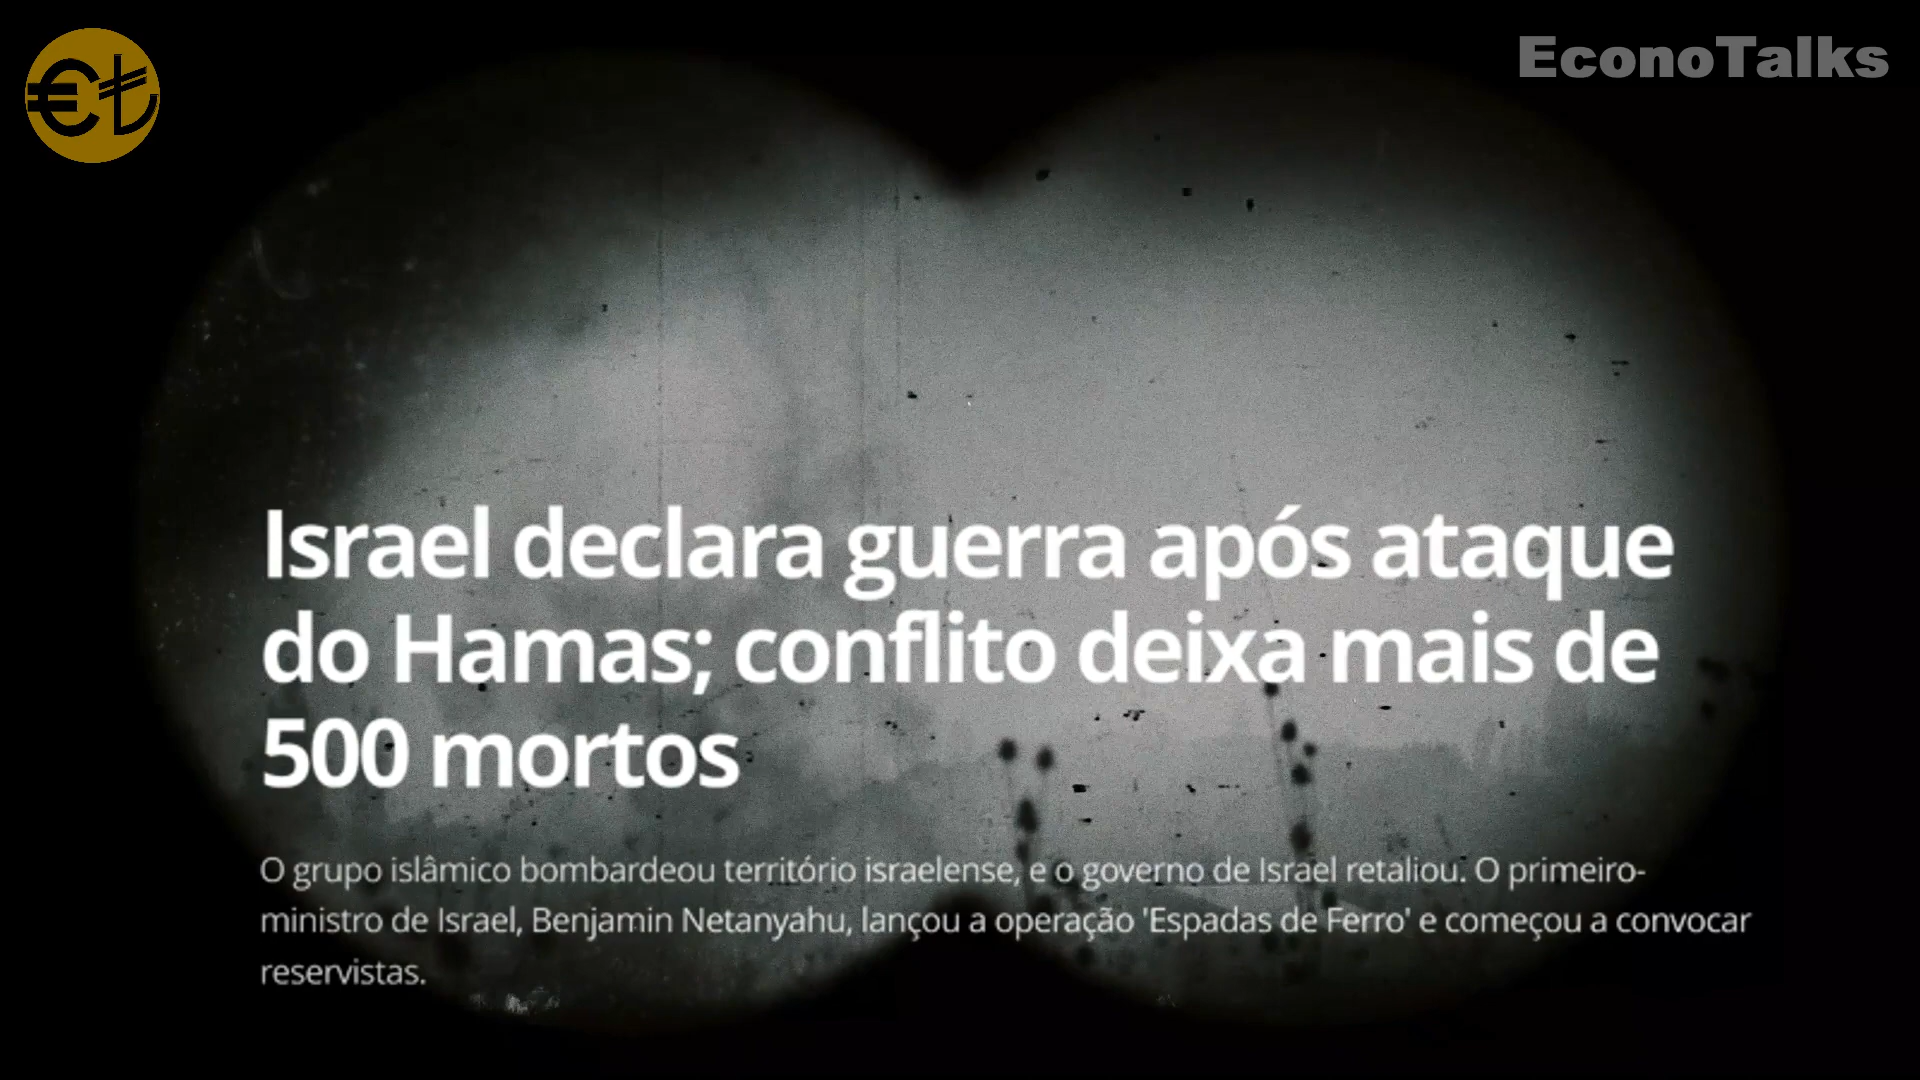 EconoTalks
Israel declara guerra após ataque
do Hamas; conflito deixa mais de
500 mortos
O grupo islâmico bombardeou território israelense, e o governo de Israel retaliou. O primeiro-
ministro de Israel, Benjamin Netanyahu, lançou a operação 'Espadas de Ferro' e começou a convocar
reservistas.